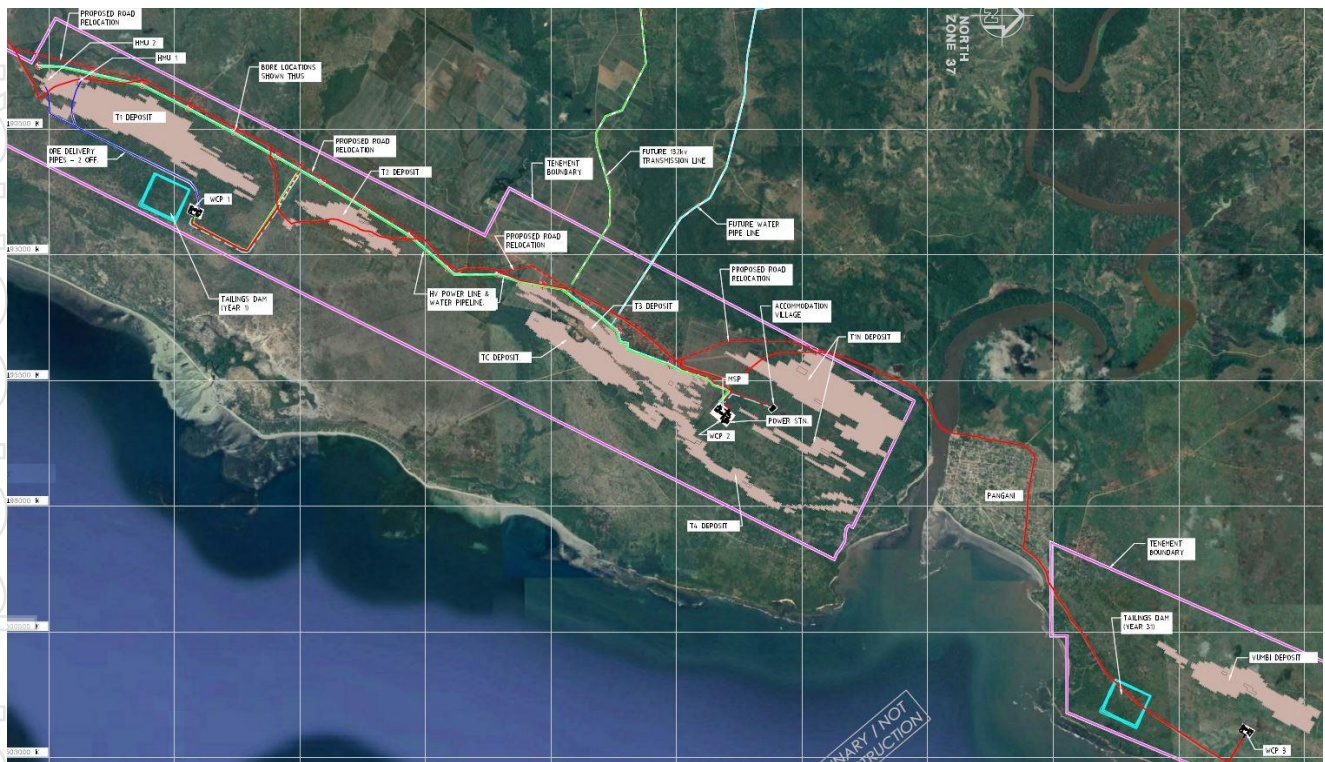 PROPOSED ROAD
RELOCATION
HMU 2
HMU 1
BORE LOCATIONS
SHOWN THUS
NORTH
ZONE 37
T1 DEPOSIT
ORE DELIVERY
PIPES - 2 OFF.
WCP 1
PROPOSED ROAD
RELOCATION
T2 DEPOSIT
TENEMENT
BOUNDARY
FUTURE 132kv
TRANSMISSION LINE
FUTURE WATER
PIPE LINE
PROPOSED ROAD
RELOCATION
TAILINGS DAM
(YEAR 1)
HV POWER LINE &
WATER PIPELINE.
T3 DEPOSIT
PROPOSED ROAD
RELOCATION
ACCOMMODATION
VILLAGE
TC DEPOSIT
T1N DEPOSIT
MSP
POWER STN.
WCP 2
T4 DEPOSIT
PANGANI
TENEMENT
BOUNDARY
TAILINGS DAM
(YEAR 31)
VUMBI DEPOSIT
WCP 3
INARY / NOT
STRUCTION